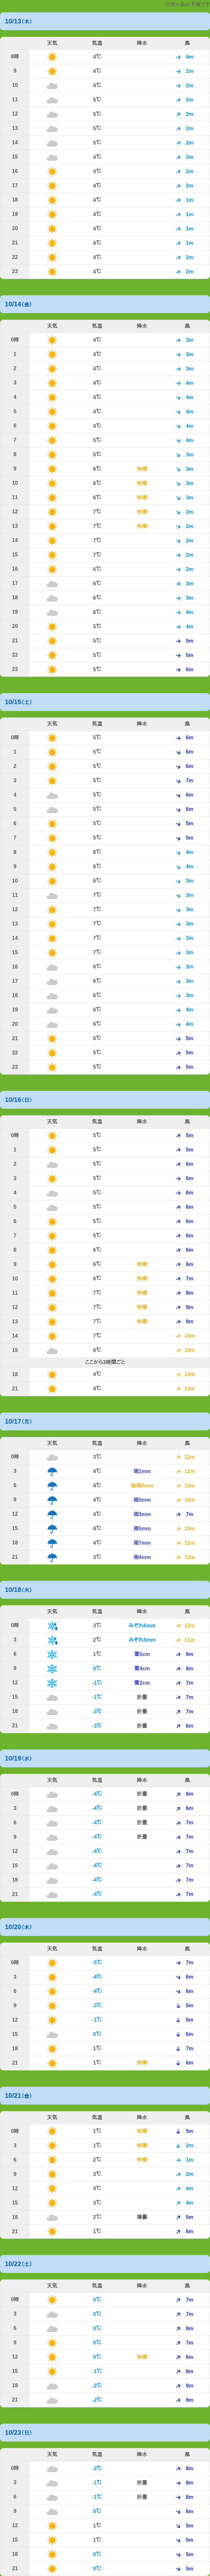 の予報です
10/13(木)
天気 気温 降水 風
8時 4℃ 4m
9 4℃ 2m
10 4℃ 2m
11 5℃ 2m
12 5℃ 2m
13 5℃ 2m
14 5℃ 2m
15 4℃ 2m
16 4℃ 2m
17 4℃ 2m
18 4℃ 1m
19 4℃ 1m
20 4℃ 1m
21 4℃ 1m
22 4℃ 2m
23 4℃ 2m
10/14(金)
天気 気温 降水 風
0時 4℃ 3m
1 4℃ 3m
2 4℃ 3m
3 4℃ 4m
4 4℃ 4m
5 4℃ 4m
6 4℃ 4m
7 5℃ 4m
8 5℃ 3m
9 6℃ 快晴 3m
10 6℃ 快晴 3m
11 6℃ 快晴 3m
12 7℃ 快晴 2m
13 7℃ 快晴 2m
14 7℃ 2m
15 7℃ 2m
16 6℃ 2m
17 6℃ 3m
18 6℃ 3m
19 6℃ 4m
20 5℃ 4m
21 5℃ 5m
22 5℃ 5m
23 5℃ 6m
10/15(土)
天気 気温 降水 風
0時 5℃ 6m
1 5℃ 6m
2 5℃ 6m
3 5℃ 7m
4 5℃ 6m
5 5℃ 6m
6 5℃ 5m
7 5℃ 5m
8 6℃ 4m
9 6℃ 4m
10 6℃ 3m
11 7℃ 3m
12 7℃ 3m
13 7℃ 3m
14 7℃ 3m
15 7℃ 3m
16 6℃ 3m
17 6℃ 3m
18 6℃ 3m
19 6℃ 4m
20 6℃ 4m
21 6℃ 5m
22 5℃ 5m
23 5℃ 5m
10/16(日)
天気 気温 降水 風
0時 5℃ 5m
1 5℃ 5m
2 5℃ 6m
3 5℃ 6m
4 5℃ 6m
5 5℃ 6m
6 5℃ 6m
7 5℃ 6m
8 6℃ 6m
9 6℃ 快晴 6m
10 6℃ 快晴 7m
11 7℃ 快晴 8m
12 7℃ 快晴 9m
13 7℃ 快晴 9m
14 7℃ 10m
15 6℃ 10m
ここから3時間ごと
18 4℃ 14m
21 4℃ 13m
10/17(月)
天気 気温 降水 風
0時 3℃ 12m
3 4℃ 雨1mm 12m
6 4℃ 強雨8mm 13m
9 4℃ 雨5mm 10m
12 4℃ 雨3mm 7m
15 4℃ 雨5mm 10m
18 4℃ 雨7mm 12m
21 3℃ 雨4mm 12m
10/18(火)
天気 気温 降水 風
0時 3℃ みぞれ6mm 12m
3 2℃ みぞれ5mm 11m
6 1℃ 雪5cm 9m
9 0℃ 雪4cm 8m
12 -1℃ 雪2cm 7m
15 -1℃ 折曇 7m
18 -3℃ 折曇 7m
21 -3℃ 折曇 6m
10/19(水)
天気 気温 降水 風
0時 -4℃ 折曇 6m
3 -4℃ 折曇 6m
6 -4℃ 折曇 7m
9 -4℃ 折曇 7m
12 -4℃ 7m
15 -4℃ 7m
18 -4℃ 7m
21 -4℃ 7m
10/20(木)
天気 気温 降水 風
0時 -5℃ 7m
3 -4℃ 6m
6 -4℃ 6m
9 -3℃ 5m
12 -1℃ 5m
15 0℃ 6m
18 1℃ 7m
21 1℃ 快晴 6m
10/21(金)
天気 気温 降水 風
0時 1℃ 快晴 5m
3 1℃ 快晴 2m
6 2℃ 快晴 1m
9 3℃ 2m
12 4℃ 4m
15 3℃ 4m
18 2℃ 薄曇 5m
21 1℃ 6m
10/22(土)
天気 気温 降水 風
0時 0℃ 7m
3 0℃ 7m
6 0℃ 8m
9 0℃ 7m
12 0℃ 快晴 6m
15 -1℃ 8m
18 -2℃ 9m
21 -2℃ 9m
10/23(日)
天気 気温 降水 風
0時 -2℃ 8m
3 -1℃ 折曇 8m
6 -1℃ 折曇 8m
9 0℃ 6m
12 1℃ 5m
15 1℃ 5m
18 0℃ 5m
21 0℃ 5m